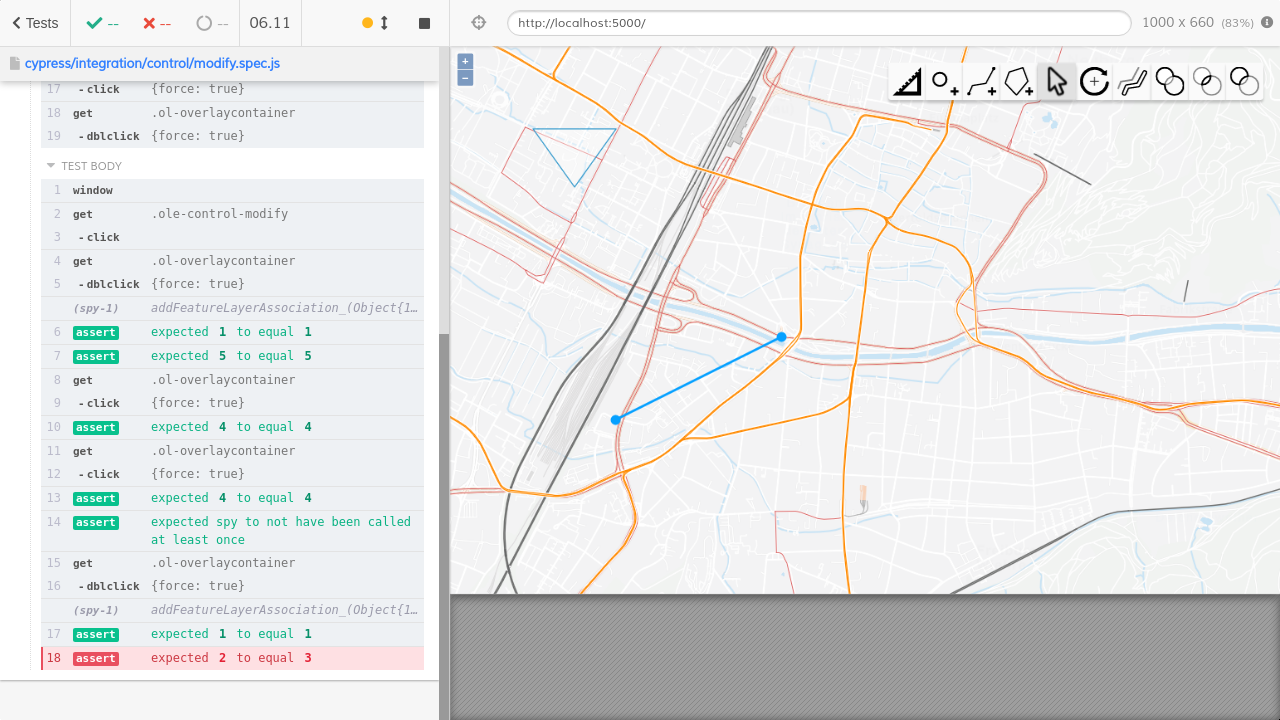 Tests
--
--
--
06.11
http://localhost:5000/
1000 x 660 (83%)
cypress/integration/control/modify.spec.js
17 - click {force: true}
18 get .ol-overlaycontainer
19 - dblclick {force: true}
TEST BODY
1 window
2 get .ole-control-modify
3 - click
4 get .ol-overlaycontainer
5 - dblclick {force: true}
(spy-1) addFeatureLayerAssociation_(Object{1…
6 assert expected 1 to equal 1
7 assert expected 5 to equal 5
8 get .ol-overlaycontainer
9 - click {force: true}
10 assert expected 4 to equal 4
11 get .ol-overlaycontainer
12 - click {force: true}
13 assert expected 4 to equal 4
14 assert expected spy to not have been called
at least once
15 get .ol-overlaycontainer
16 - dblclick {force: true}
(spy-1) addFeatureLayerAssociation_(Object{1…
17 assert expected 1 to equal 1
18 assert expected 2 to equal 3
+
−